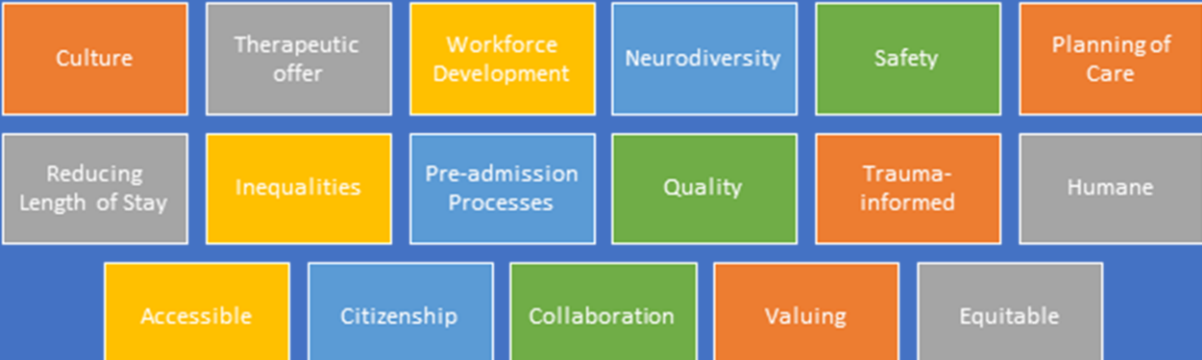 Culture
Therapeutic
offer
Workforce
Development
Neurodiversity
Safety
Planning of
Care
Reducing
Length of Stay
Inequalities
Pre-admission
Processes
Quality
Trauma-
informed
Humane
Accessible
Citizenship
Collaboration
Valuing
Equitable